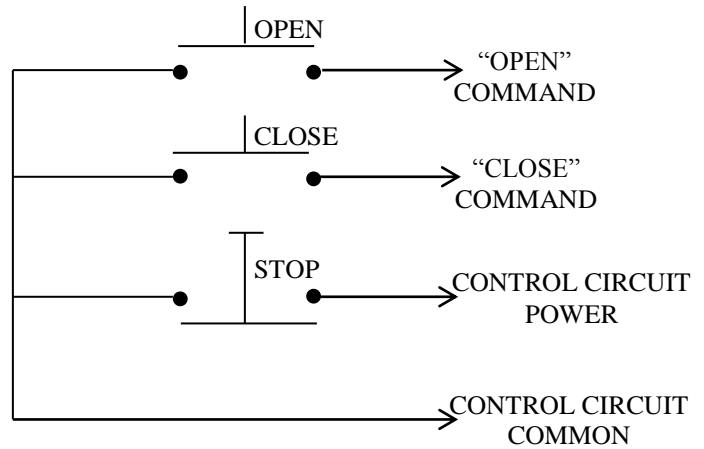 OPEN
“OPEN”
COMMAND
CLOSE
“CLOSE”
COMMAND
STOP
CONTROL CIRCUIT
POWER
CONTROL CIRCUIT
COMMON